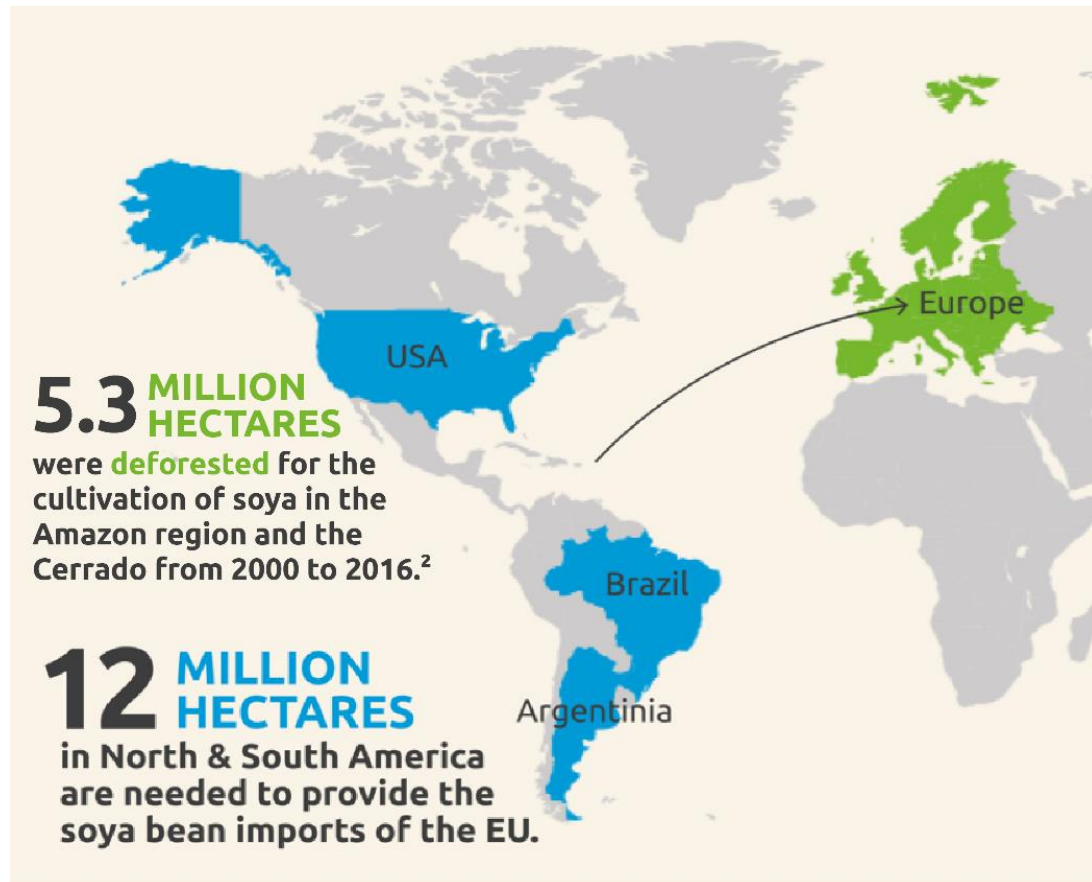 USA
Europe
5.3 MILLION
HECTARES
were deforested for the
cultivation of soya in the
Amazon region and the
Cerrado from 2000 to 2016.²
Brazil
Argentinia
12 MILLION
HECTARES
in North & South America
are needed to provide the
soya bean imports of the EU.